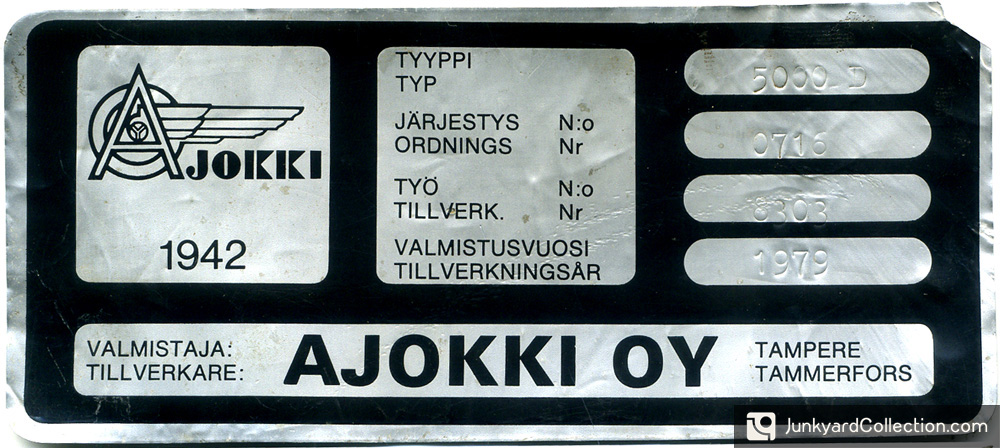 AJOKKI
1942
TYYPPI
TYP
5000 D
JÄRJESTYS N:o
ORDNINGS Nr
0716
TYÖ N:o
TILLVERK. Nr
8303
VALMISTUSVUOSI
TILLVERKNINGSÅR
1979
VALMISTAJA:
TILLVERKARE:
AJOKKI OY
TAMPERE
TAMMERFORS
JunkyardCollection.com